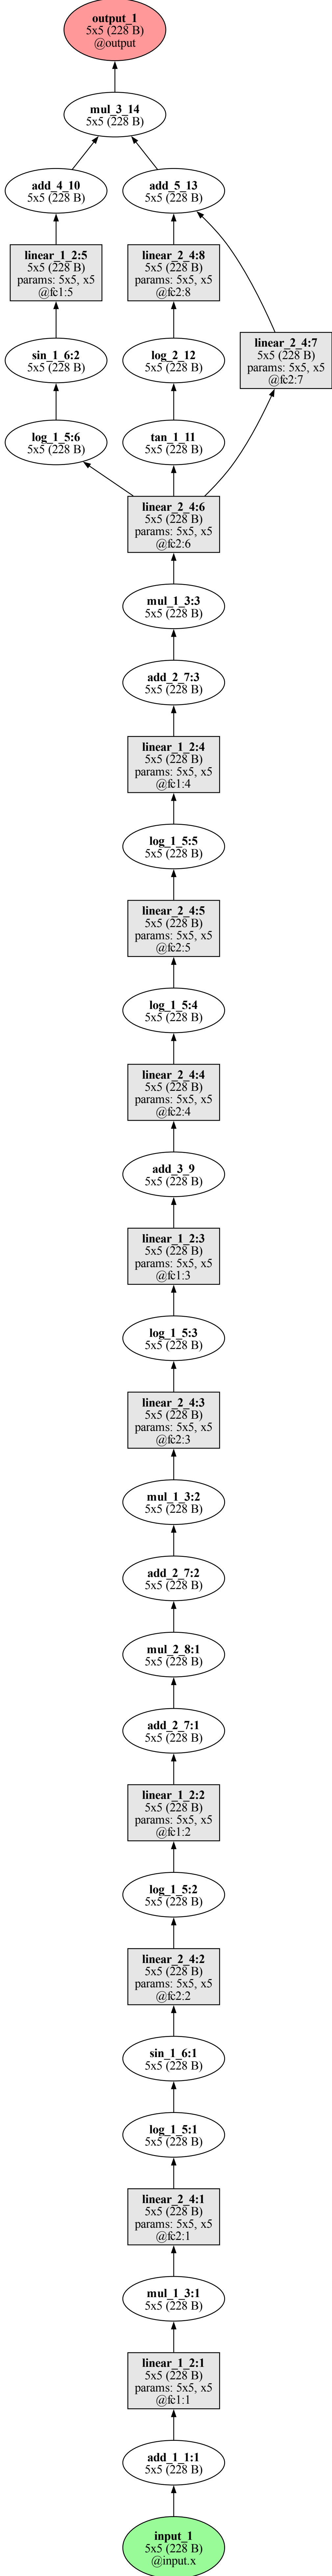 output_1
5x5 (228 B)
@output
mul_3_14
5x5 (228 B)
add_4_10
5x5 (228 B)
add_5_13
5x5 (228 B)
linear_1_2:5
5x5 (228 B)
params: 5x5, x5
@fc1:5
linear_2_4:8
5x5 (228 B)
params: 5x5, x5
@fc2:8
linear_2_4:7
5x5 (228 B)
params: 5x5, x5
@fc2:7
sin_1_6:2
5x5 (228 B)
log_2_12
5x5 (228 B)
log_1_5:6
5x5 (228 B)
tan_1_11
5x5 (228 B)
linear_2_4:6
5x5 (228 B)
params: 5x5, x5
@fc2:6
mul_1_3:3
5x5 (228 B)
add_2_7:3
5x5 (228 B)
linear_1_2:4
5x5 (228 B)
params: 5x5, x5
@fc1:4
log_1_5:5
5x5 (228 B)
linear_2_4:5
5x5 (228 B)
params: 5x5, x5
@fc2:5
log_1_5:4
5x5 (228 B)
linear_2_4:4
5x5 (228 B)
params: 5x5, x5
@fc2:4
add_3_9
5x5 (228 B)
linear_1_2:3
5x5 (228 B)
params: 5x5, x5
@fc1:3
log_1_5:3
5x5 (228 B)
linear_2_4:3
5x5 (228 B)
params: 5x5, x5
@fc2:3
mul_1_3:2
5x5 (228 B)
add_2_7:2
5x5 (228 B)
mul_2_8:1
5x5 (228 B)
add_2_7:1
5x5 (228 B)
linear_1_2:2
5x5 (228 B)
params: 5x5, x5
@fc1:2
log_1_5:2
5x5 (228 B)
linear_2_4:2
5x5 (228 B)
params: 5x5, x5
@fc2:2
sin_1_6:1
5x5 (228 B)
log_1_5:1
5x5 (228 B)
linear_2_4:1
5x5 (228 B)
params: 5x5, x5
@fc2:1
mul_1_3:1
5x5 (228 B)
linear_1_2:1
5x5 (228 B)
params: 5x5, x5
@fc1:1
add_1_1:1
5x5 (228 B)
input_1
5x5 (228 B)
@input.x